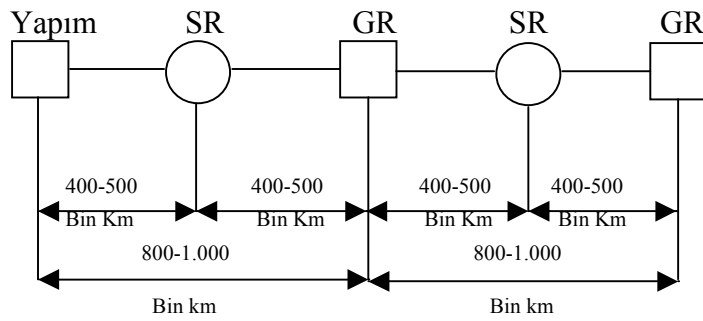 Yapım SR GR SR GR
400-500 400-500 400-500 400-500
Bin Km Bin Km Bin Km Bin Km
800-1.000 800-1.000
Bin km Bin km